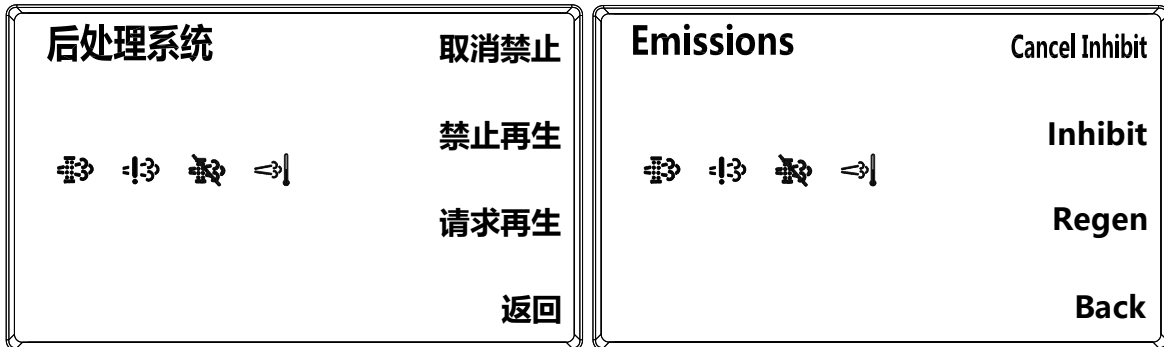 后处理系统
取消禁止
禁止再生
请求再生
返回
Emissions
Cancel Inhibit
Inhibit
Regen
Back